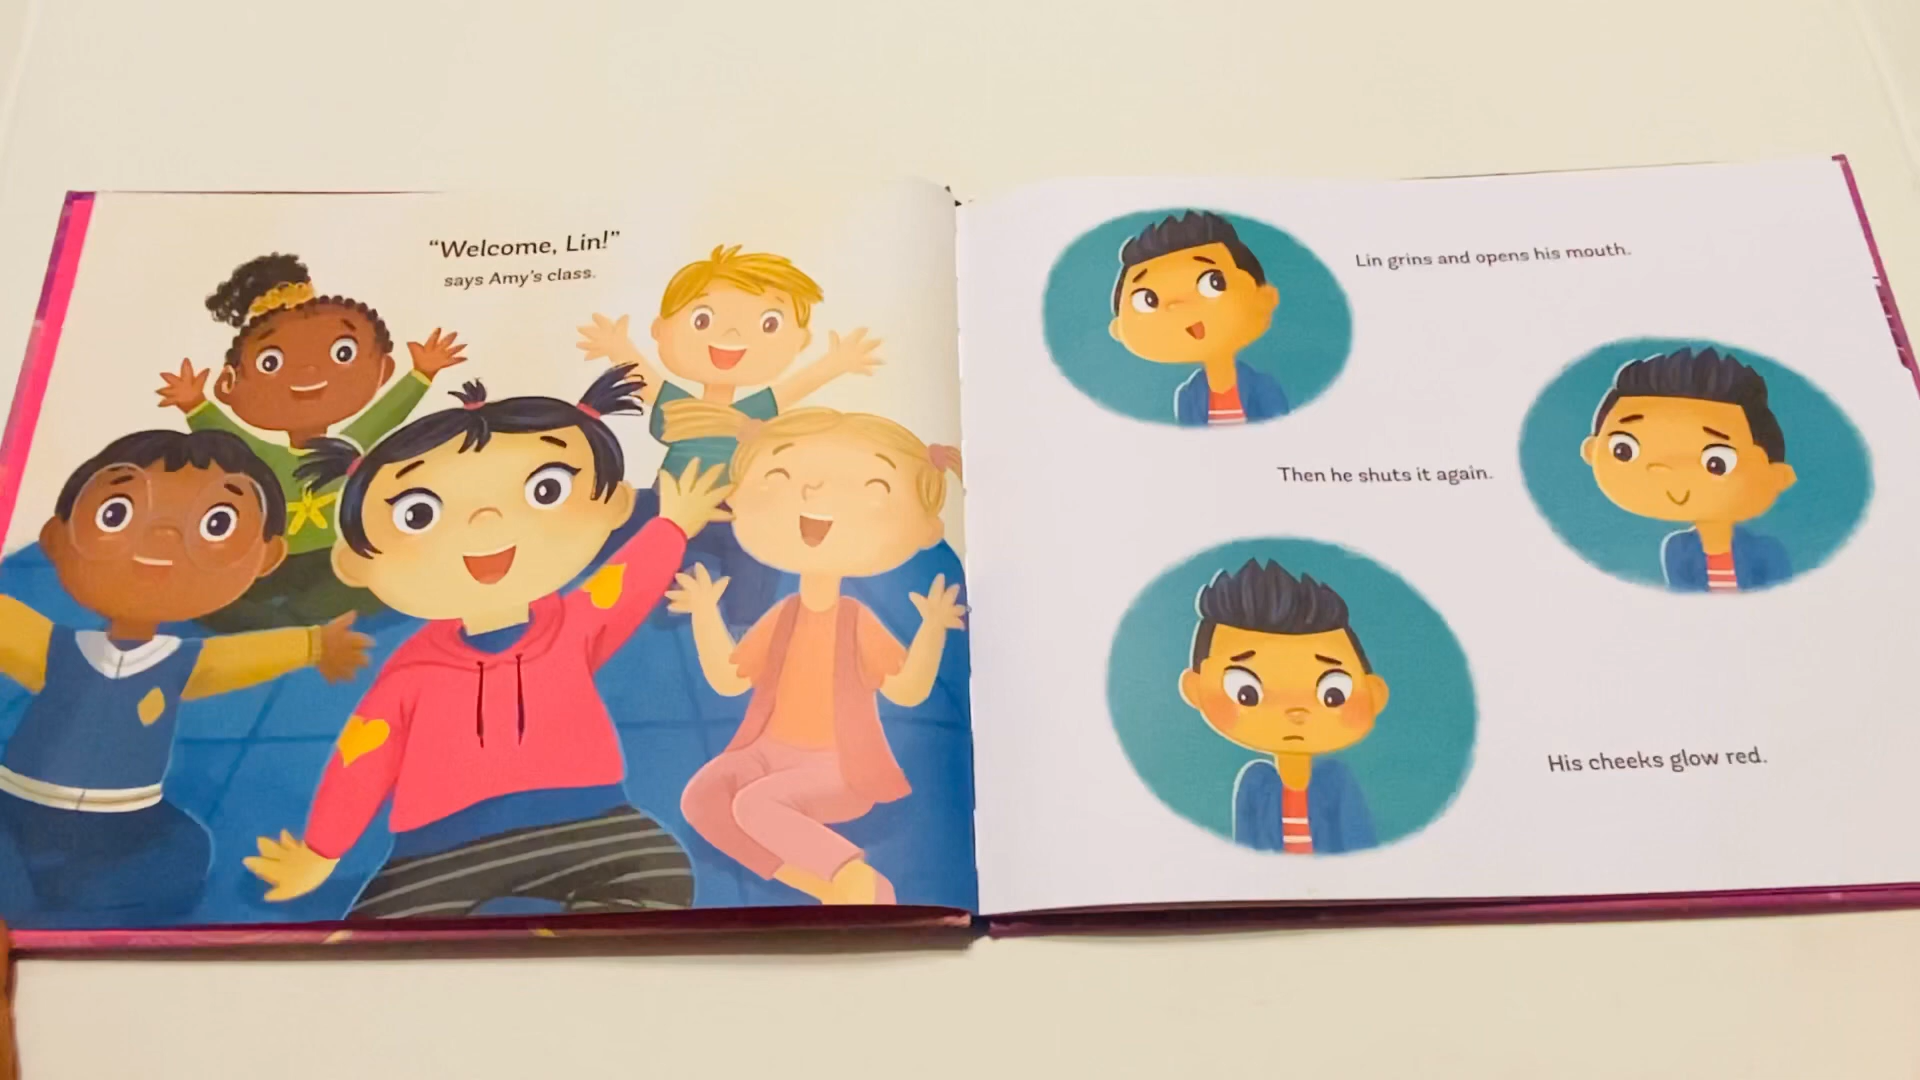 “Welcome, Lin!”
says Amy’s class.
Lin grins and opens his mouth.
Then he shuts it again.
His cheeks glow red.